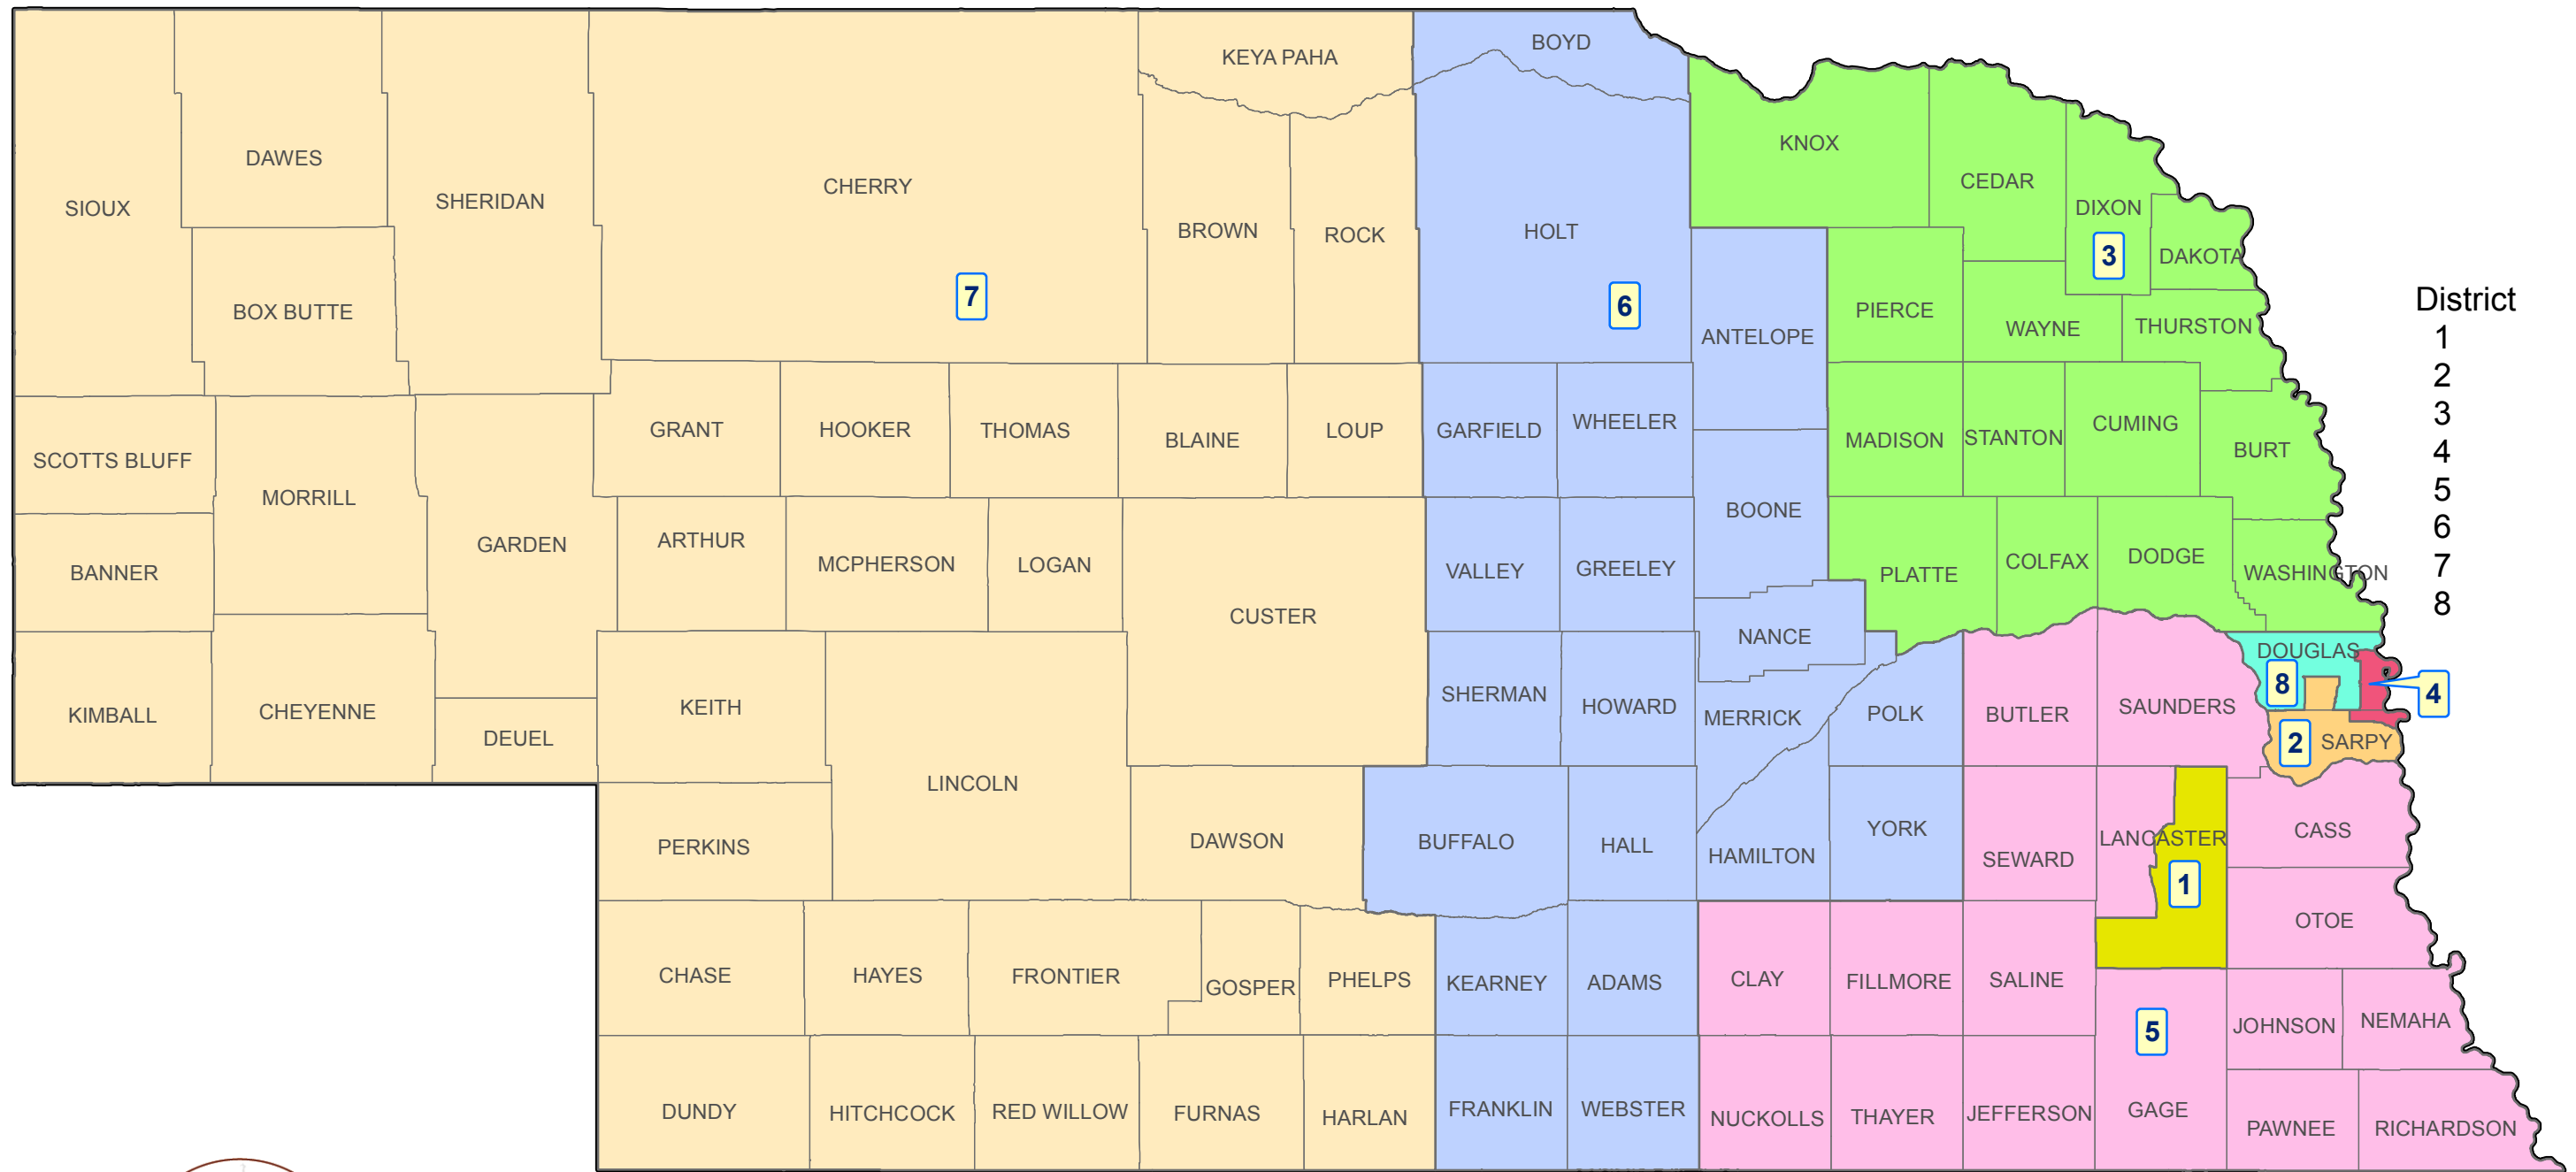 BOYD
KEYA PAHA
KNOX
DAWES
CEDAR
CHERRY
SIOUX
SHERIDAN
DIXON
BROWN
ROCK
HOLT
3
DAKOTA
7
6
District
BOX BUTTE
PIERCE
WAYNE
THURSTON
ANTELOPE
1
2
3
4
5
6
7
8
GRANT
HOOKER
THOMAS
BLAINE
LOUP
GARFIELD
WHEELER
MADISON
STANTON
CUMING
BURT
SCOTTS BLUFF
MORRILL
BOONE
GARDEN
ARTHUR
MCPHERSON
LOGAN
VALLEY
GREELEY
PLATTE
COLFAX
DODGE
WASHINGTON
BANNER
CUSTER
NANCE
DOUGLAS
8
4
KIMBALL
CHEYENNE
KEITH
SHERMAN
HOWARD
MERRICK
POLK
BUTLER
SAUNDERS
DEUEL
2
SARPY
LINCOLN
PERKINS
DAWSON
BUFFALO
HALL
HAMILTON
YORK
SEWARD
LANCASTER
CASS
1
OTOE
CHASE
HAYES
FRONTIER
GOSPER
PHELPS
KEARNEY
ADAMS
CLAY
FILLMORE
SALINE
5
JOHNSON
NEMAHA
DUNDY
HITCHCOCK
RED WILLOW
FURNAS
HARLAN
FRANKLIN
WEBSTER
NUCKOLLS
THAYER
JEFFERSON
GAGE
PAWNEE
RICHARDSON